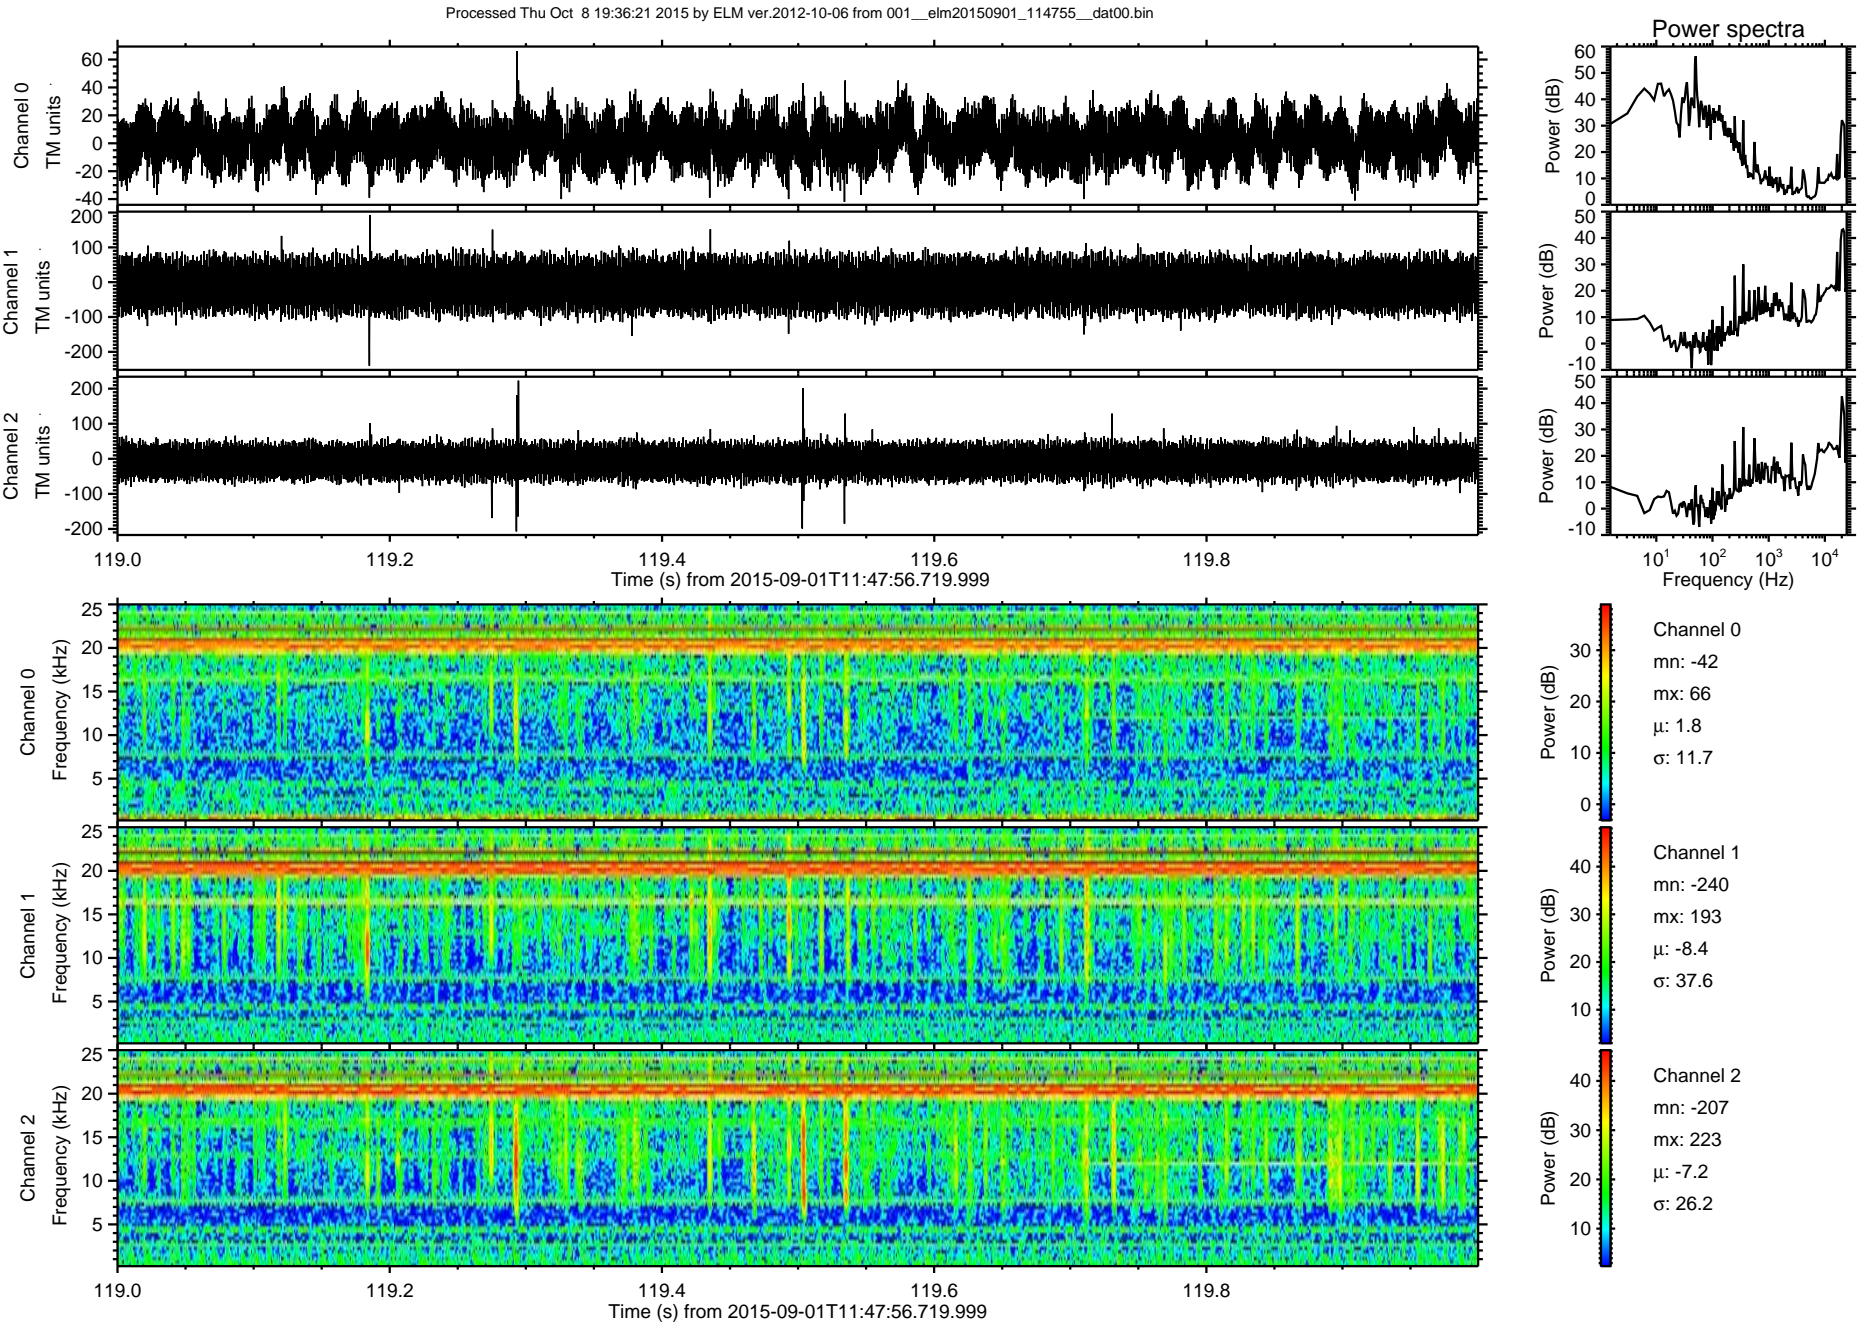 Processed Thu Oct  8 19:36:21 2015 by ELM ver.2012-10-06 from 001__elm20150901_114755__dat00.bin
Power spectra
Channel 0
TM units
60
40
20
0
-20
-40
Power (dB)
60
50
40
30
20
10
0
Channel 1
TM units
200
100
0
-100
-200
Power (dB)
50
40
30
20
10
0
-10
Channel 2
TM units
200
100
0
-100
-200
Power (dB)
50
40
30
20
10
0
-10
119.0 119.2 119.4 119.6 119.8
Time (s) from 2015-09-01T11:47:56.719.999
10^1 10^2 10^3 10^4
Frequency (Hz)
Channel 0
Frequency (kHz)
25
20
15
10
5
Power (dB)
30
20
10
0
Channel 0
mn: -42
mx: 66
μ: 1.8
σ: 11.7
Channel 1
Frequency (kHz)
25
20
15
10
5
Power (dB)
40
30
20
10
Channel 1
mn: -240
mx: 193
μ: -8.4
σ: 37.6
Channel 2
Frequency (kHz)
25
20
15
10
5
Power (dB)
40
30
20
10
Channel 2
mn: -207
mx: 223
μ: -7.2
σ: 26.2
119.0 119.2 119.4 119.6 119.8
Time (s) from 2015-09-01T11:47:56.719.999